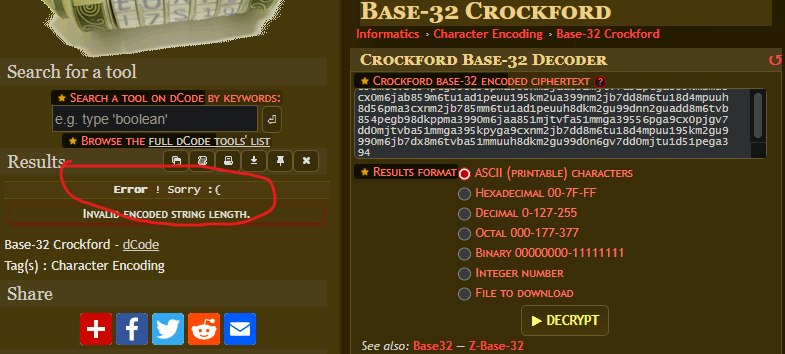 Search for a tool
★ Search a tool on dCode by keywords:
e.g. type 'boolean'
★ Browse the full dCode tools' list
Results
Error ! Sorry :(
Invalid encoded string length.
Base-32 Crockford - dCode
Tag(s) : Character Encoding
Share
Base-32 Crockford
Informatics › Character Encoding › Base-32 Crockford
Crockford Base-32 Decoder
★ Crockford base-32 encoded ciphertext ?
cx0m6jab859m6tu1ad1peuu195km2ua399nm2jb7dd8m6tu18d4mpuuh
8d56pma3cxnm2jb785mm6tu1ad1mmuuh8dkm2gu99dnn2guadd8m6tvb
854pegb98dkppma3990m6jaa851mjtvfa51mmga39556pga9cx0pjgv7
dd0mjtvba51mmga395kpyga9cxnm2jb7dd8m6tu18d4mpuu195km2gu9
990m6jb7dx8m6tvba51mmuuh8dkm2gu99d0n6gv7dd0mjtu1d51pega3
94
★ Results format ASCII (printable) characters
Hexadecimal 00-7F-FF
Decimal 0-127-255
Octal 000-177-377
Binary 00000000-11111111
Integer number
File to download
▶ DECRYPT
See also: Base32 — Z-Base-32